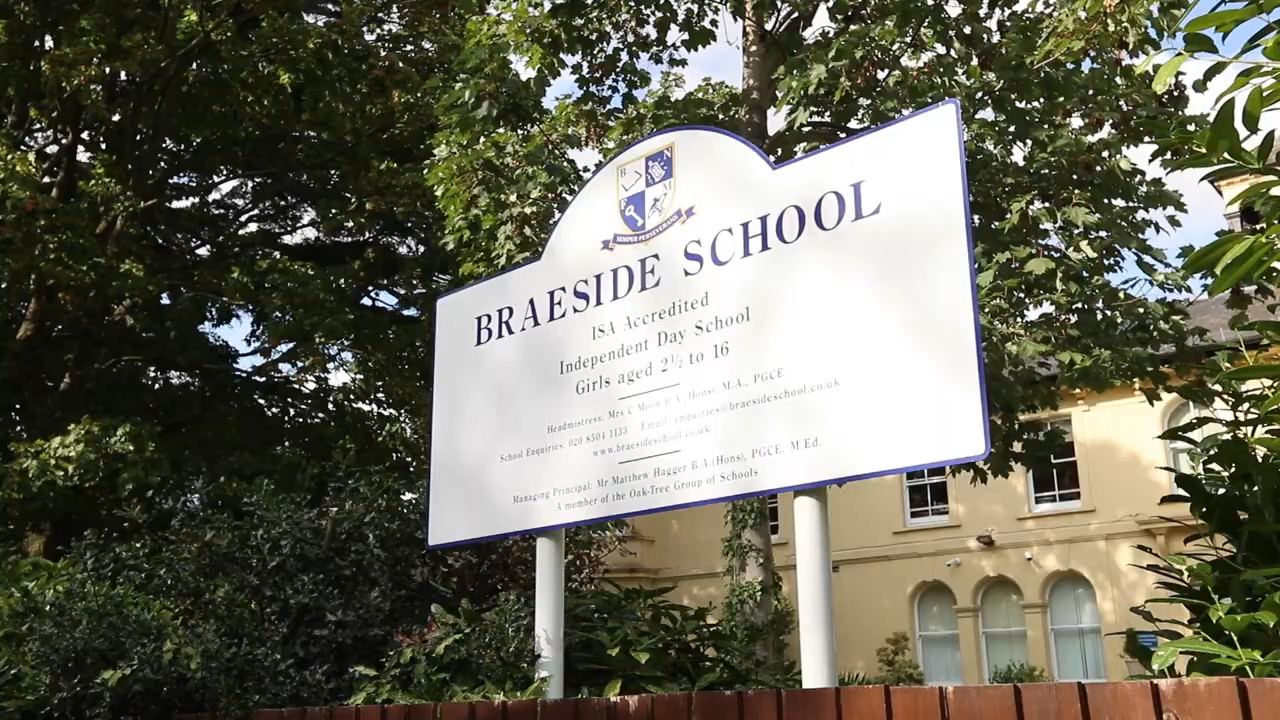 B N
M
SEMPER PERSEVERANS
BRAESIDE SCHOOL
ISA Accredited
Independent Day School
Girls aged 2½ to 16
Headmistress: Mrs C Moon B.A. (Hons), M.A., PGCE
School Enquiries: 020 8504 1133 Email: enquiries@braesideschool.co.uk
www.braesideschool.co.uk
Managing Principal: Mr Matthew Hagger B.A.(Hons), PGCE, M.Ed.
A member of the Oak-Tree Group of Schools